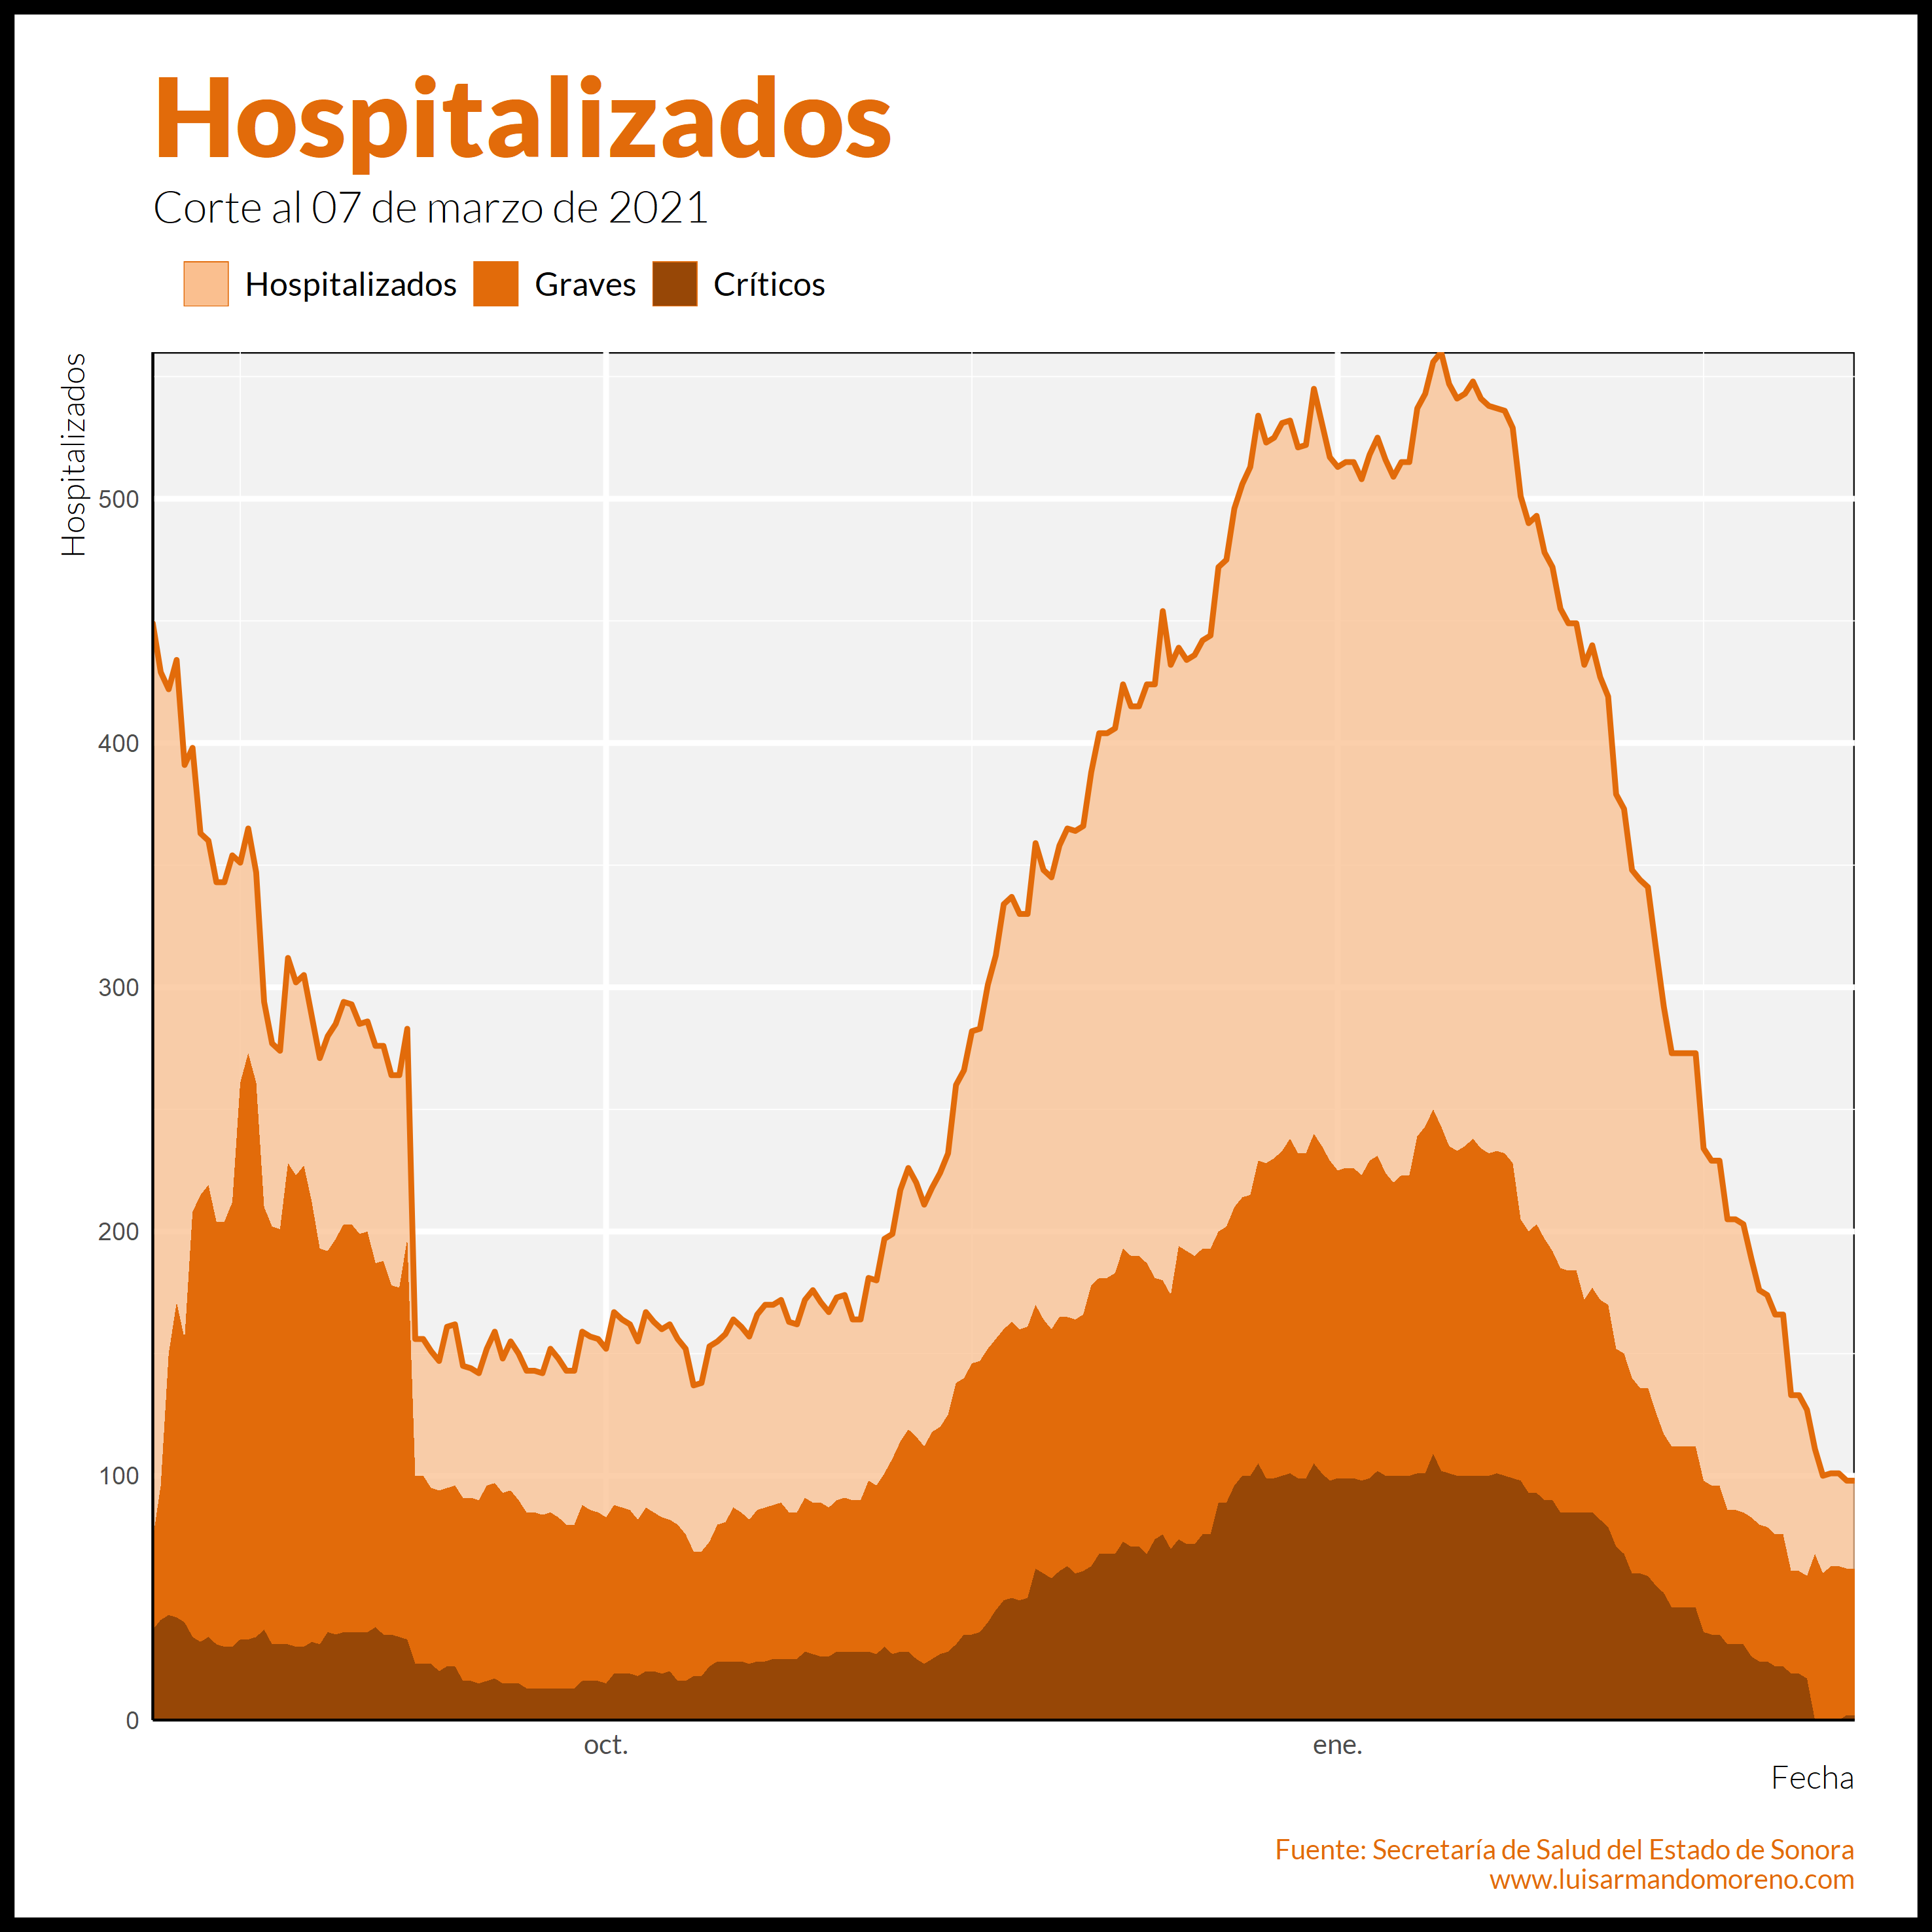 Hospitalizados
Corte al 07 de marzo de 2021
Hospitalizados Graves Críticos
Hospitalizados
500
400
300
200
100
0
oct. ene.
Fecha
Fuente: Secretaría de Salud del Estado de Sonora
www.luisarmandomoreno.com